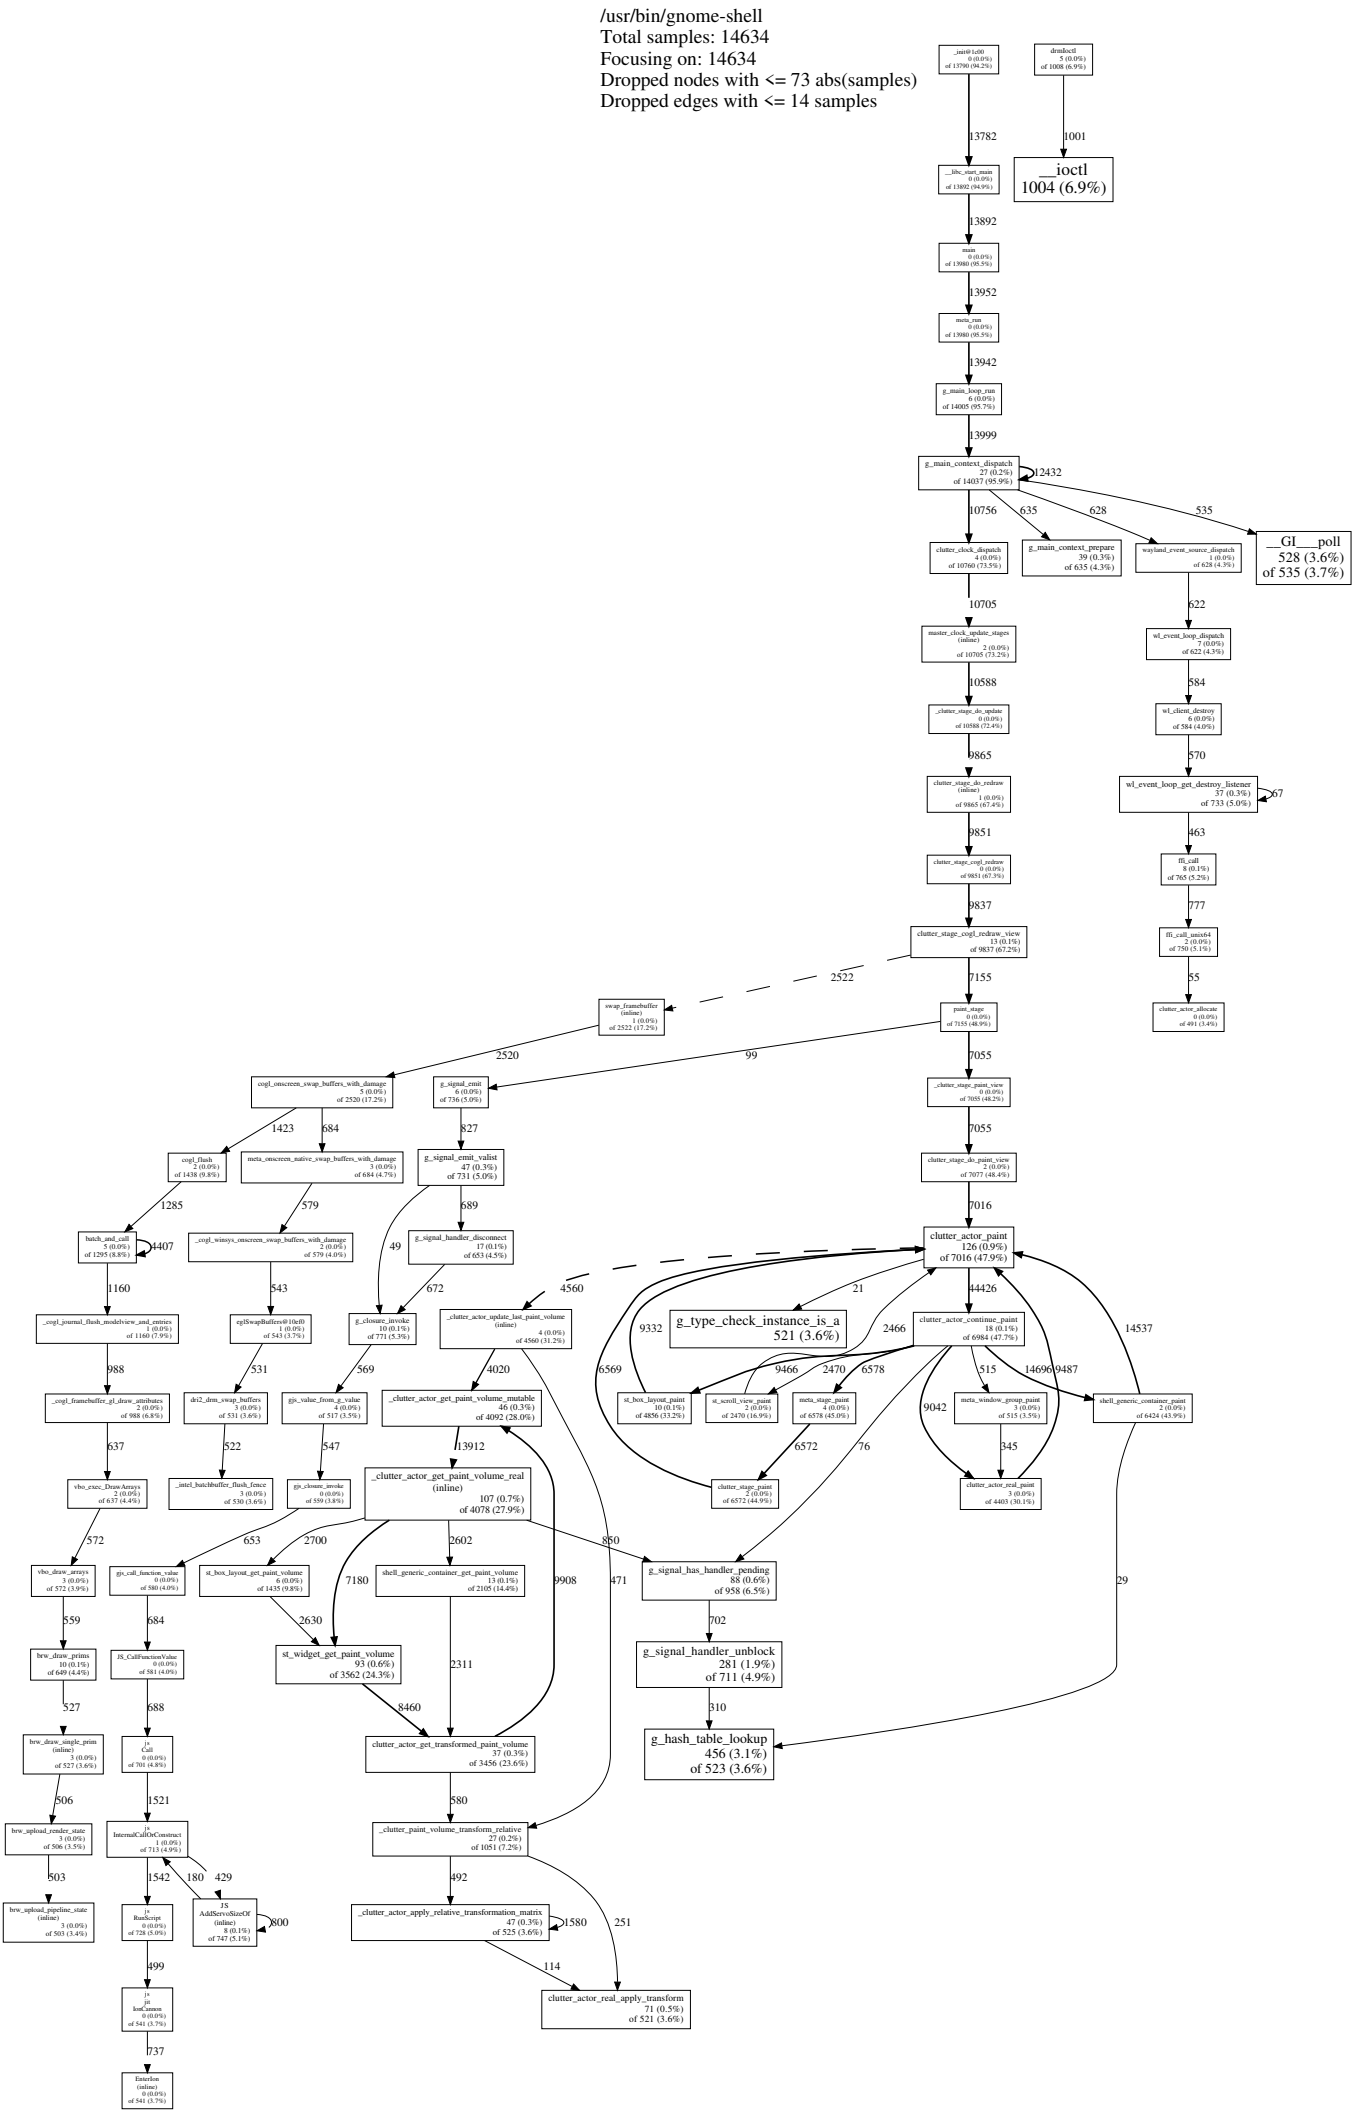 /usr/bin/gnome-shell
Total samples: 14634
Focusing on: 14634
Dropped nodes with <= 73 abs(samples)
Dropped edges with <= 14 samples
_init@1c00
0 (0.0%)
of 13790 (94.2%)
drmIoctl
5 (0.0%)
of 1008 (6.9%)
13782
1001
__libc_start_main
0 (0.0%)
of 13892 (94.9%)
__ioctl
1004 (6.9%)
13892
main
0 (0.0%)
of 13980 (95.5%)
13952
meta_run
0 (0.0%)
of 13980 (95.5%)
13942
g_main_loop_run
6 (0.0%)
of 14005 (95.7%)
13999
g_main_context_dispatch
27 (0.2%)
of 14037 (95.9%)
12432
10756
635
628
535
clutter_clock_dispatch
4 (0.0%)
of 10760 (73.5%)
g_main_context_prepare
39 (0.3%)
of 635 (4.3%)
wayland_event_source_dispatch
1 (0.0%)
of 628 (4.3%)
__GI___poll
528 (3.6%)
of 535 (3.7%)
10705
622
master_clock_update_stages
(inline)
2 (0.0%)
of 10705 (73.2%)
wl_event_loop_dispatch
7 (0.0%)
of 622 (4.3%)
10588
584
_clutter_stage_do_update
0 (0.0%)
of 10588 (72.4%)
wl_client_destroy
6 (0.0%)
of 584 (4.0%)
9865
570
clutter_stage_do_redraw
(inline)
1 (0.0%)
of 9865 (67.4%)
wl_event_loop_get_destroy_listener
37 (0.3%)
of 733 (5.0%)
67
9851
463
clutter_stage_cogl_redraw
0 (0.0%)
of 9851 (67.3%)
ffi_call
8 (0.1%)
of 765 (5.2%)
9837
777
clutter_stage_cogl_redraw_view
13 (0.1%)
of 9837 (67.2%)
ffi_call_unix64
2 (0.0%)
of 750 (5.1%)
2522
7155
55
swap_framebuffer
(inline)
1 (0.0%)
of 2522 (17.2%)
paint_stage
0 (0.0%)
of 7155 (48.9%)
clutter_actor_allocate
0 (0.0%)
of 491 (3.4%)
2520
99
7055
cogl_onscreen_swap_buffers_with_damage
5 (0.0%)
of 2520 (17.2%)
g_signal_emit
6 (0.0%)
of 736 (5.0%)
_clutter_stage_paint_view
0 (0.0%)
of 7055 (48.2%)
1423
684
827
7055
cogl_flush
2 (0.0%)
of 1438 (9.8%)
meta_onscreen_native_swap_buffers_with_damage
3 (0.0%)
of 684 (4.7%)
g_signal_emit_valist
47 (0.3%)
of 731 (5.0%)
clutter_stage_do_paint_view
2 (0.0%)
of 7077 (48.4%)
1285
579
689
7016
batch_and_call
5 (0.0%)
of 1295 (8.8%)
4407
_cogl_winsys_onscreen_swap_buffers_with_damage
2 (0.0%)
of 579 (4.0%)
49
g_signal_handler_disconnect
17 (0.1%)
of 653 (4.5%)
clutter_actor_paint
126 (0.9%)
of 7016 (47.9%)
1160
543
672
4560
21
44426
_cogl_journal_flush_modelview_and_entries
1 (0.0%)
of 1160 (7.9%)
eglSwapBuffers@10ef0
1 (0.0%)
of 543 (3.7%)
g_closure_invoke
10 (0.1%)
of 771 (5.3%)
_clutter_actor_update_last_paint_volume
(inline)
4 (0.0%)
of 4560 (31.2%)
9332
g_type_check_instance_is_a
521 (3.6%)
2466
clutter_actor_continue_paint
18 (0.1%)
of 6984 (47.7%)
14537
988
531
569
4020
6569
9466
2470
6578
515
14696
9487
_cogl_framebuffer_gl_draw_attributes
2 (0.0%)
of 988 (6.8%)
dri2_drm_swap_buffers
3 (0.0%)
of 531 (3.6%)
gjs_value_from_g_value
4 (0.0%)
of 517 (3.5%)
_clutter_actor_get_paint_volume_mutable
46 (0.3%)
of 4092 (28.0%)
st_box_layout_paint
10 (0.1%)
of 4856 (33.2%)
st_scroll_view_paint
2 (0.0%)
of 2470 (16.9%)
meta_stage_paint
4 (0.0%)
of 6578 (45.0%)
9042
meta_window_group_paint
3 (0.0%)
of 515 (3.5%)
shell_generic_container_paint
2 (0.0%)
of 6424 (43.9%)
637
522
547
13912
6572
76
345
vbo_exec_DrawArrays
2 (0.0%)
of 637 (4.4%)
_intel_batchbuffer_flush_fence
3 (0.0%)
of 530 (3.6%)
gjs_closure_invoke
0 (0.0%)
of 559 (3.8%)
_clutter_actor_get_paint_volume_real
(inline)
107 (0.7%)
of 4078 (27.9%)
clutter_stage_paint
2 (0.0%)
of 6572 (44.9%)
clutter_actor_real_paint
3 (0.0%)
of 4403 (30.1%)
572
653
2700
2602
850
vbo_draw_arrays
3 (0.0%)
of 572 (3.9%)
gjs_call_function_value
0 (0.0%)
of 580 (4.0%)
st_box_layout_get_paint_volume
6 (0.0%)
of 1435 (9.8%)
7180
shell_generic_container_get_paint_volume
13 (0.1%)
of 2105 (14.4%)
9908
471
g_signal_has_handler_pending
88 (0.6%)
of 958 (6.5%)
29
559
684
2630
702
brw_draw_prims
10 (0.1%)
of 649 (4.4%)
JS_CallFunctionValue
0 (0.0%)
of 581 (4.0%)
st_widget_get_paint_volume
93 (0.6%)
of 3562 (24.3%)
2311
g_signal_handler_unblock
281 (1.9%)
of 711 (4.9%)
527
688
8460
310
brw_draw_single_prim
(inline)
3 (0.0%)
of 527 (3.6%)
js
Call
0 (0.0%)
of 701 (4.8%)
clutter_actor_get_transformed_paint_volume
37 (0.3%)
of 3456 (23.6%)
g_hash_table_lookup
456 (3.1%)
of 523 (3.6%)
506
1521
580
brw_upload_render_state
3 (0.0%)
of 506 (3.5%)
js
InternalCallOrConstruct
1 (0.0%)
of 713 (4.9%)
_clutter_paint_volume_transform_relative
27 (0.2%)
of 1051 (7.2%)
503
1542
180
429
492
251
brw_upload_pipeline_state
(inline)
3 (0.0%)
of 503 (3.4%)
js
RunScript
0 (0.0%)
of 728 (5.0%)
JS
AddServoSizeOf
(inline)
8 (0.1%)
of 747 (5.1%)
800
_clutter_actor_apply_relative_transformation_matrix
47 (0.3%)
of 525 (3.6%)
1580
499
114
js
jit
IonCannon
0 (0.0%)
of 541 (3.7%)
clutter_actor_real_apply_transform
71 (0.5%)
of 521 (3.6%)
737
EnterIon
(inline)
0 (0.0%)
of 541 (3.7%)